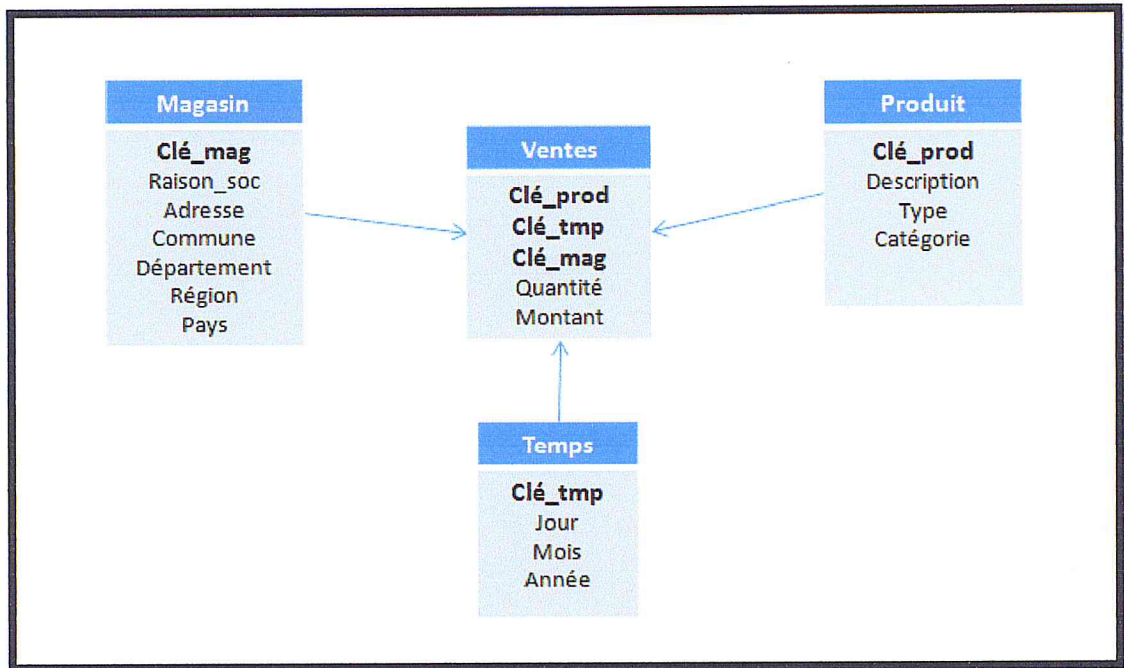 Magasin
Clé_mag
Raison_soc
Adresse
Commune
Département
Région
Pays
Ventes
Clé_prod
Clé_tmp
Clé_mag
Quantité
Montant
Produit
Clé_prod
Description
Type
Catégorie
Temps
Clé_tmp
Jour
Mois
Année